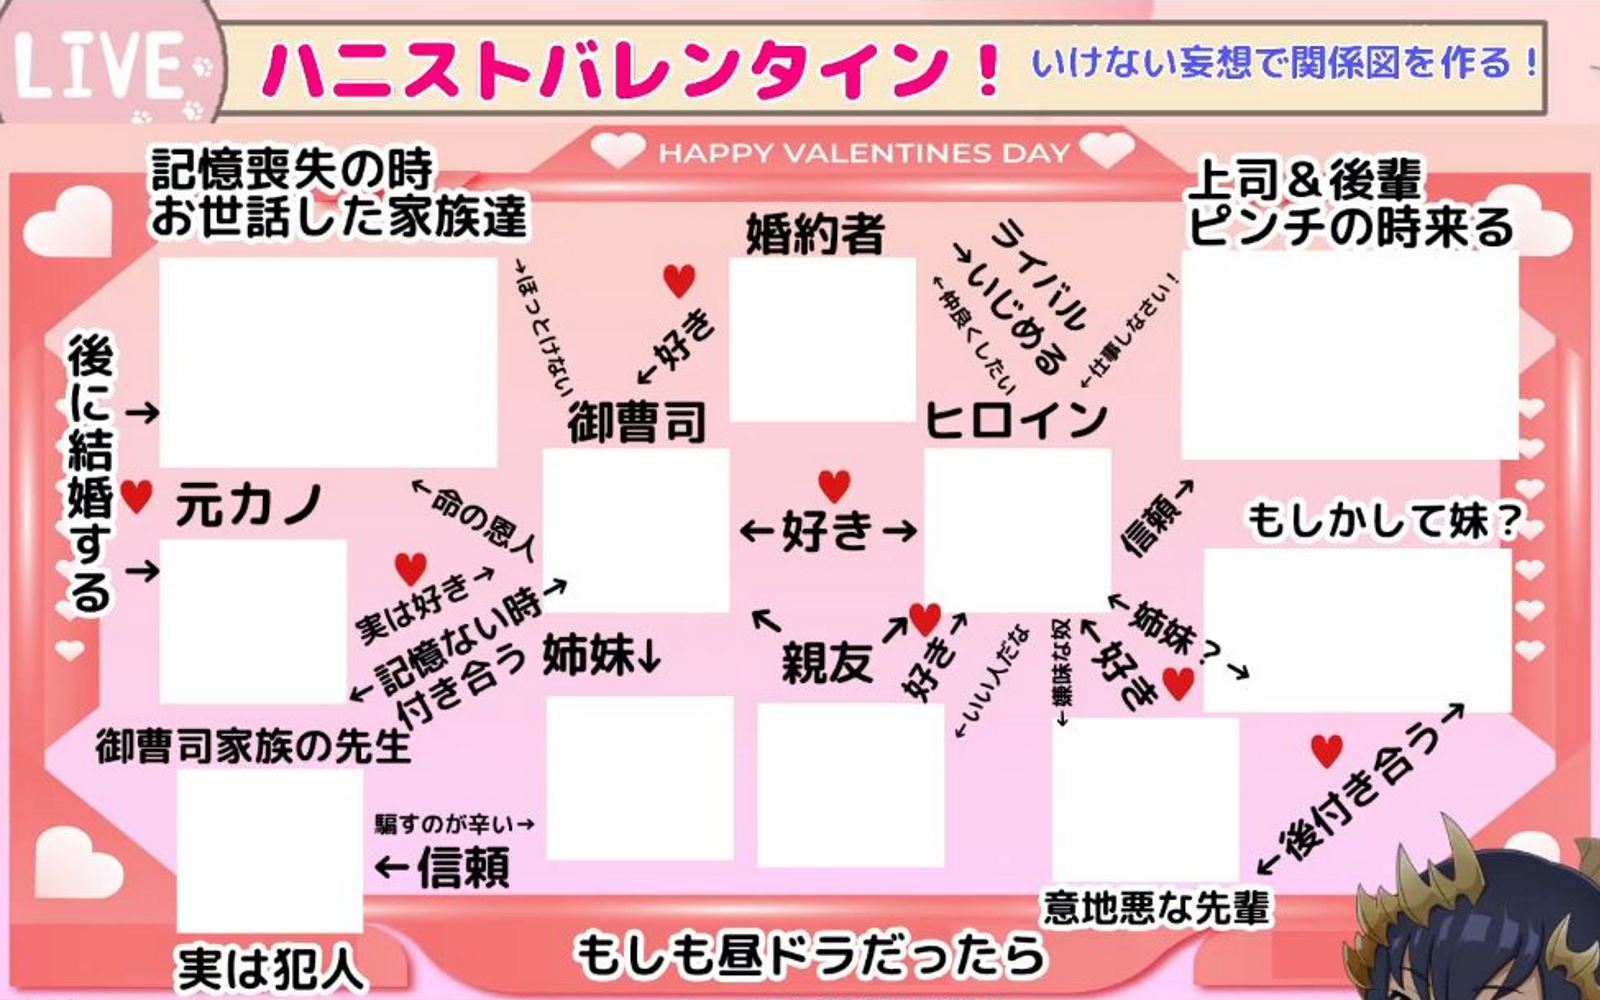 LIVE
ハニストバレンタイン！
いけない妄想で関係図を作る！
HAPPY VALENTINES DAY
記憶喪失の時
お世話した家族達
婚約者
上司＆後輩
ピンチの時来る
→ほっとけない
←好き
ライバル
→いじめる
←仲良くしたい
←仕事しなさい！
後に結婚する
→
→
御曹司
ヒロイン
元カノ
←命の恩人
←好き→
信頼→
もしかして妹？
実は好き→
←記憶ない時→
付き合う
姉妹↓
親友
好き→
←いい人だな
←嫌味な奴
←好き
←姉妹？→
御曹司家族の先生
騙すのが辛い→
←信頼
←後付き合う→
意地悪な先輩
実は犯人
もしも昼ドラだったら